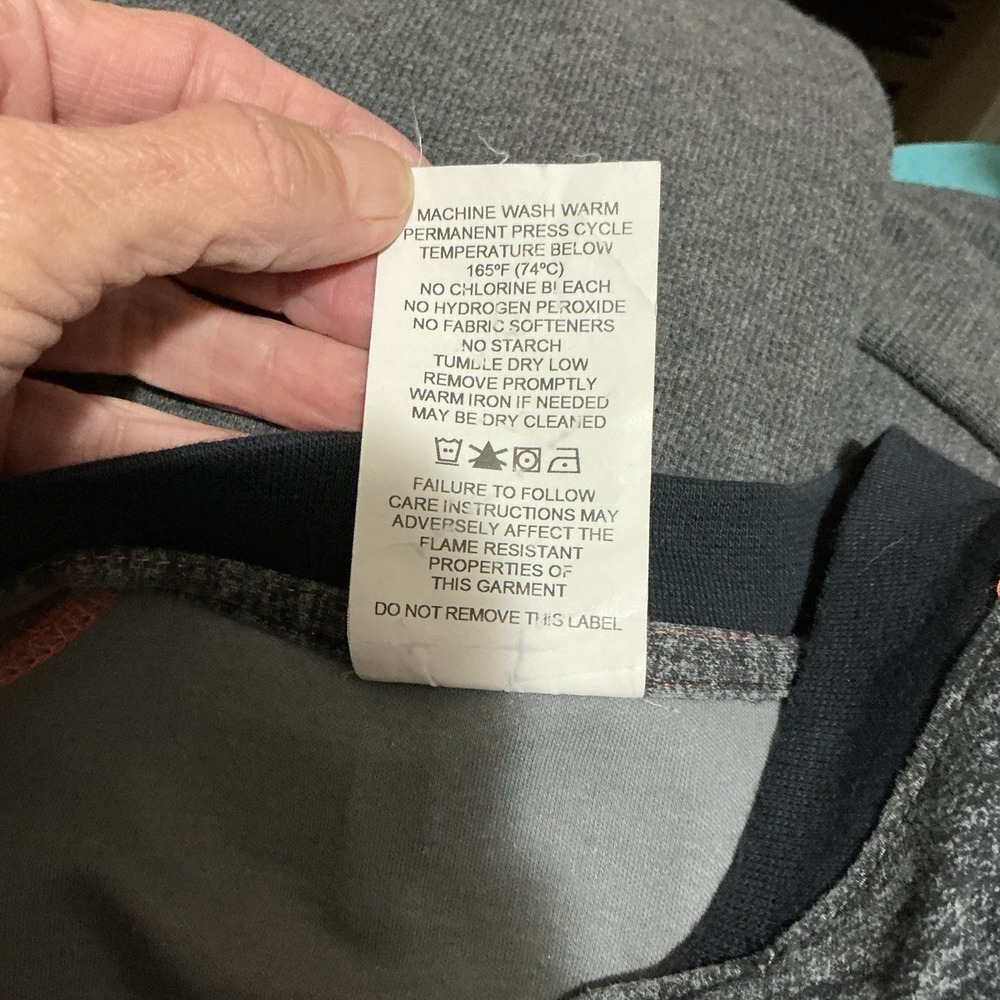 MACHINE WASH WARM
PERMANENT PRESS CYCLE
TEMPERATURE BELOW
165ºF (74ºC)
NO CHLORINE BLEACH
NO HYDROGEN PEROXIDE
NO FABRIC SOFTENERS
NO STARCH
TUMBLE DRY LOW
REMOVE PROMPTLY
WARM IRON IF NEEDED
MAY BE DRY CLEANED
FAILURE TO FOLLOW
CARE INSTRUCTIONS MAY
ADVERSELY AFFECT THE
FLAME RESISTANT
PROPERTIES OF
THIS GARMENT
DO NOT REMOVE THIS LABEL